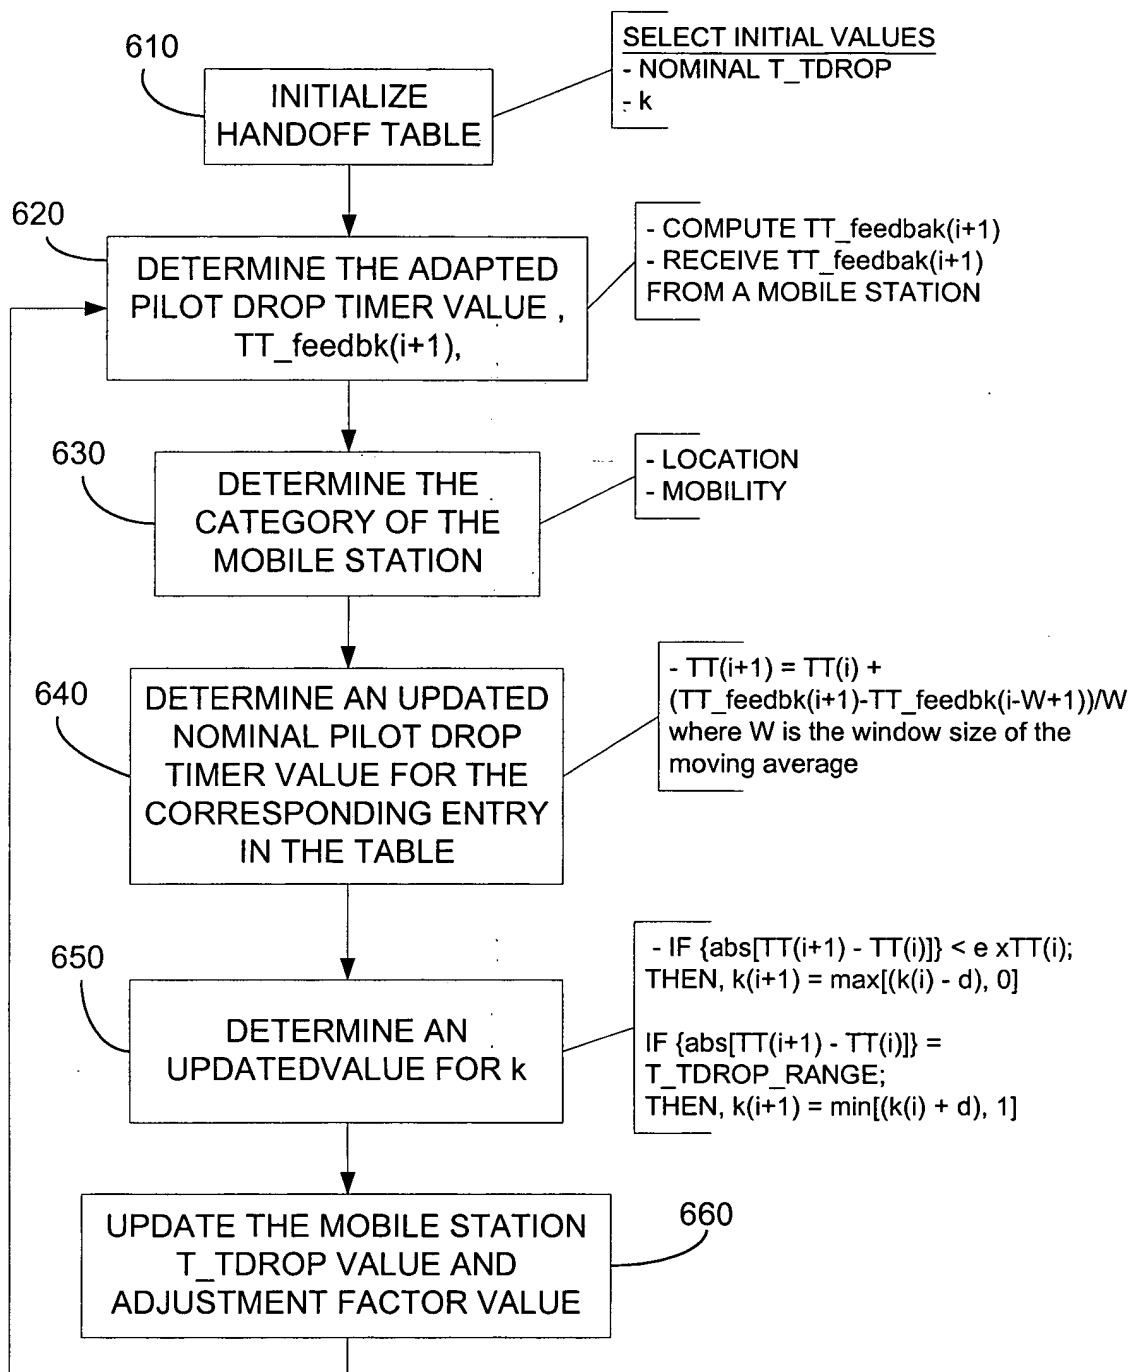 610
INITIALIZE
HANDOFF TABLE
SELECT INITIAL VALUES
- NOMINAL T_TDROP
- k
620
DETERMINE THE ADAPTED
PILOT DROP TIMER VALUE ,
TT_feedbk(i+1),
- COMPUTE TT_feedbak(i+1)
- RECEIVE TT_feedbak(i+1)
FROM A MOBILE STATION
630
DETERMINE THE
CATEGORY OF THE
MOBILE STATION
- LOCATION
- MOBILITY
640
DETERMINE AN UPDATED
NOMINAL PILOT DROP
TIMER VALUE FOR THE
CORRESPONDING ENTRY
IN THE TABLE
- TT(i+1) = TT(i) +
(TT_feedbk(i+1)-TT_feedbk(i-W+1))/W
where W is the window size of the
moving average
650
DETERMINE AN
UPDATEDVALUE FOR k
- IF {abs[TT(i+1) - TT(i)]} < e xTT(i);
THEN, k(i+1) = max[(k(i) - d), 0]
IF {abs[TT(i+1) - TT(i)]} =
T_TDROP_RANGE;
THEN, k(i+1) = min[(k(i) + d), 1]
UPDATE THE MOBILE STATION
T_TDROP VALUE AND
ADJUSTMENT FACTOR VALUE
660